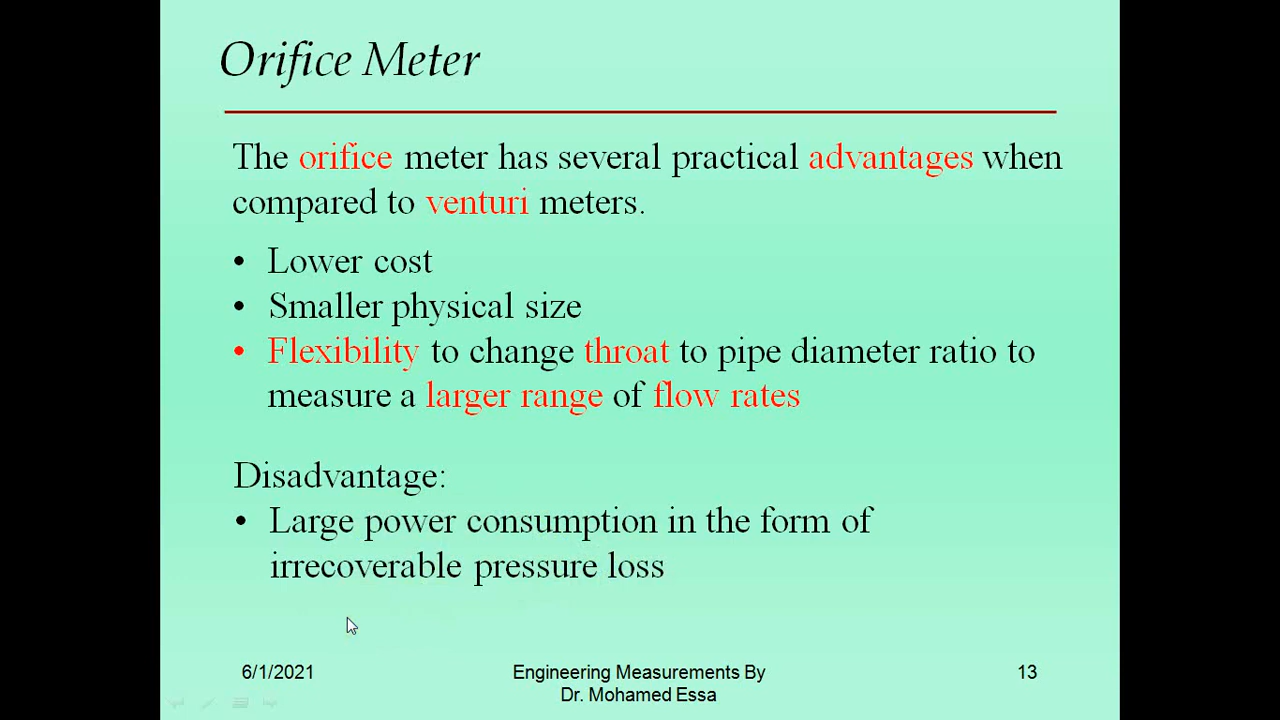 Orifice Meter
The orifice meter has several practical advantages when
compared to venturi meters.
• Lower cost
• Smaller physical size
• Flexibility to change throat to pipe diameter ratio to
measure a larger range of flow rates
Disadvantage:
• Large power consumption in the form of
irrecoverable pressure loss
6/1/2021
Engineering Measurements By
Dr. Mohamed Essa
13